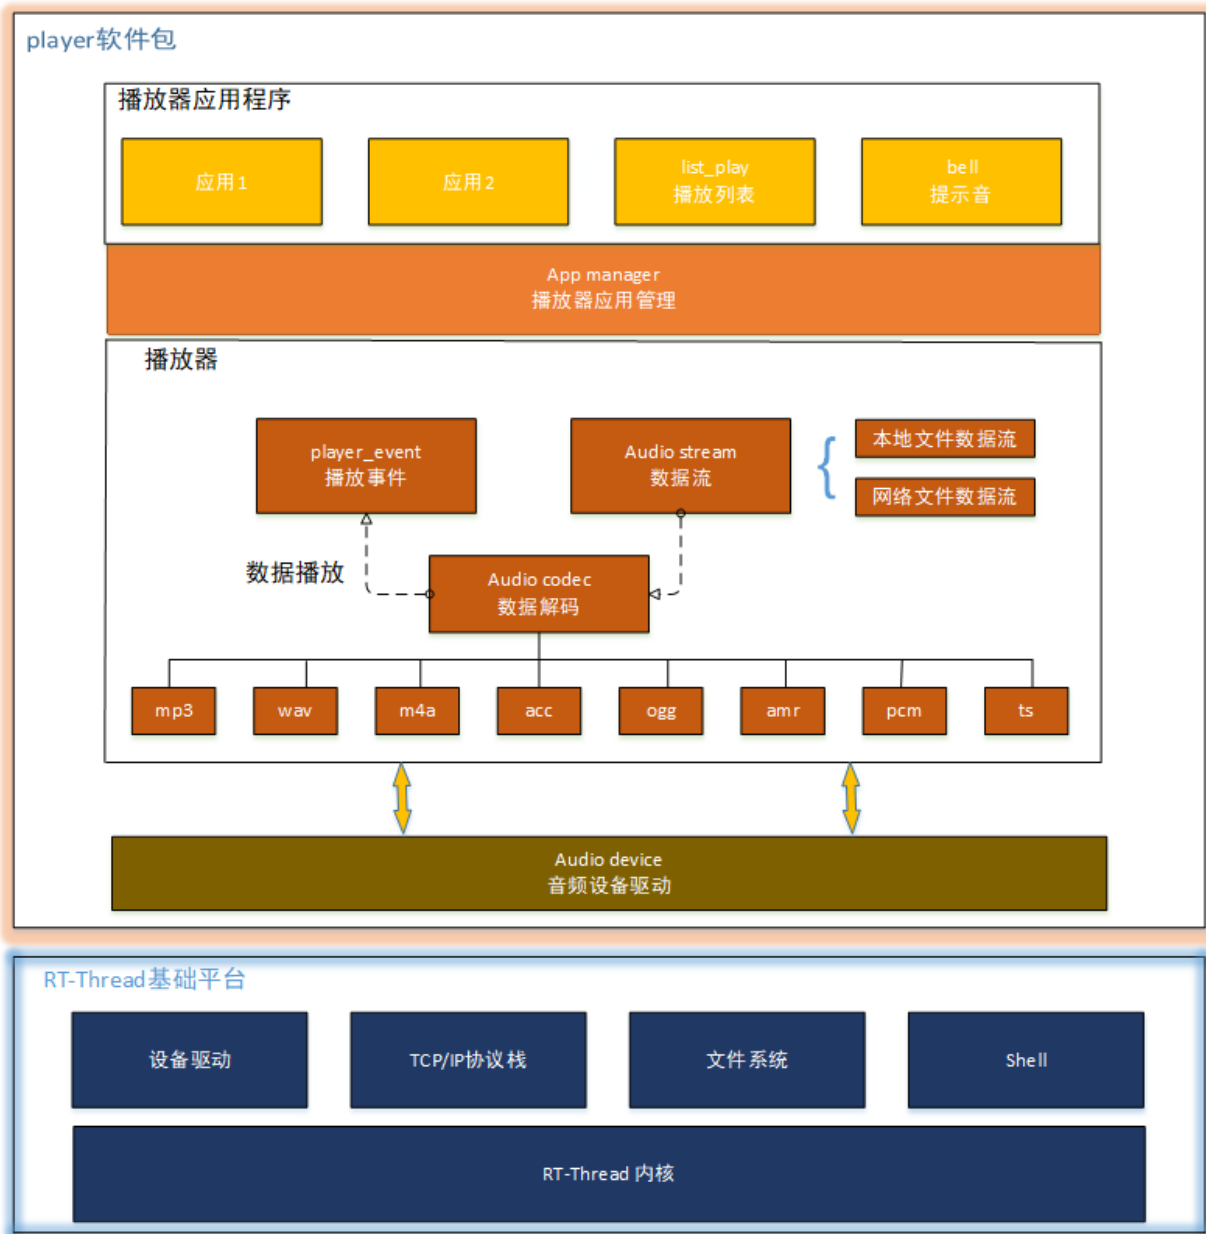 player软件包
播放器应用程序
应用1
应用2
list_play
播放列表
bell
提示音
App manager
播放器应用管理
播放器
player_event
播放事件
Audio stream
数据流
本地文件数据流
网络文件数据流
数据播放
Audio codec
数据解码
mp3
wav
m4a
acc
ogg
amr
pcm
ts
Audio device
音频设备驱动
RT-Thread基础平台
设备驱动
TCP/IP协议栈
文件系统
Shell
RT-Thread 内核